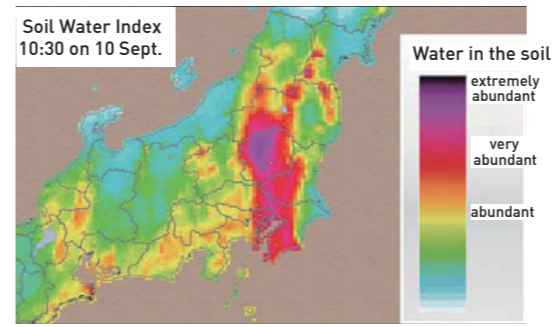 Soil Water Index
10:30 on 10 Sept.
Water in the soil
extremely
abundant
very
abundant
abundant